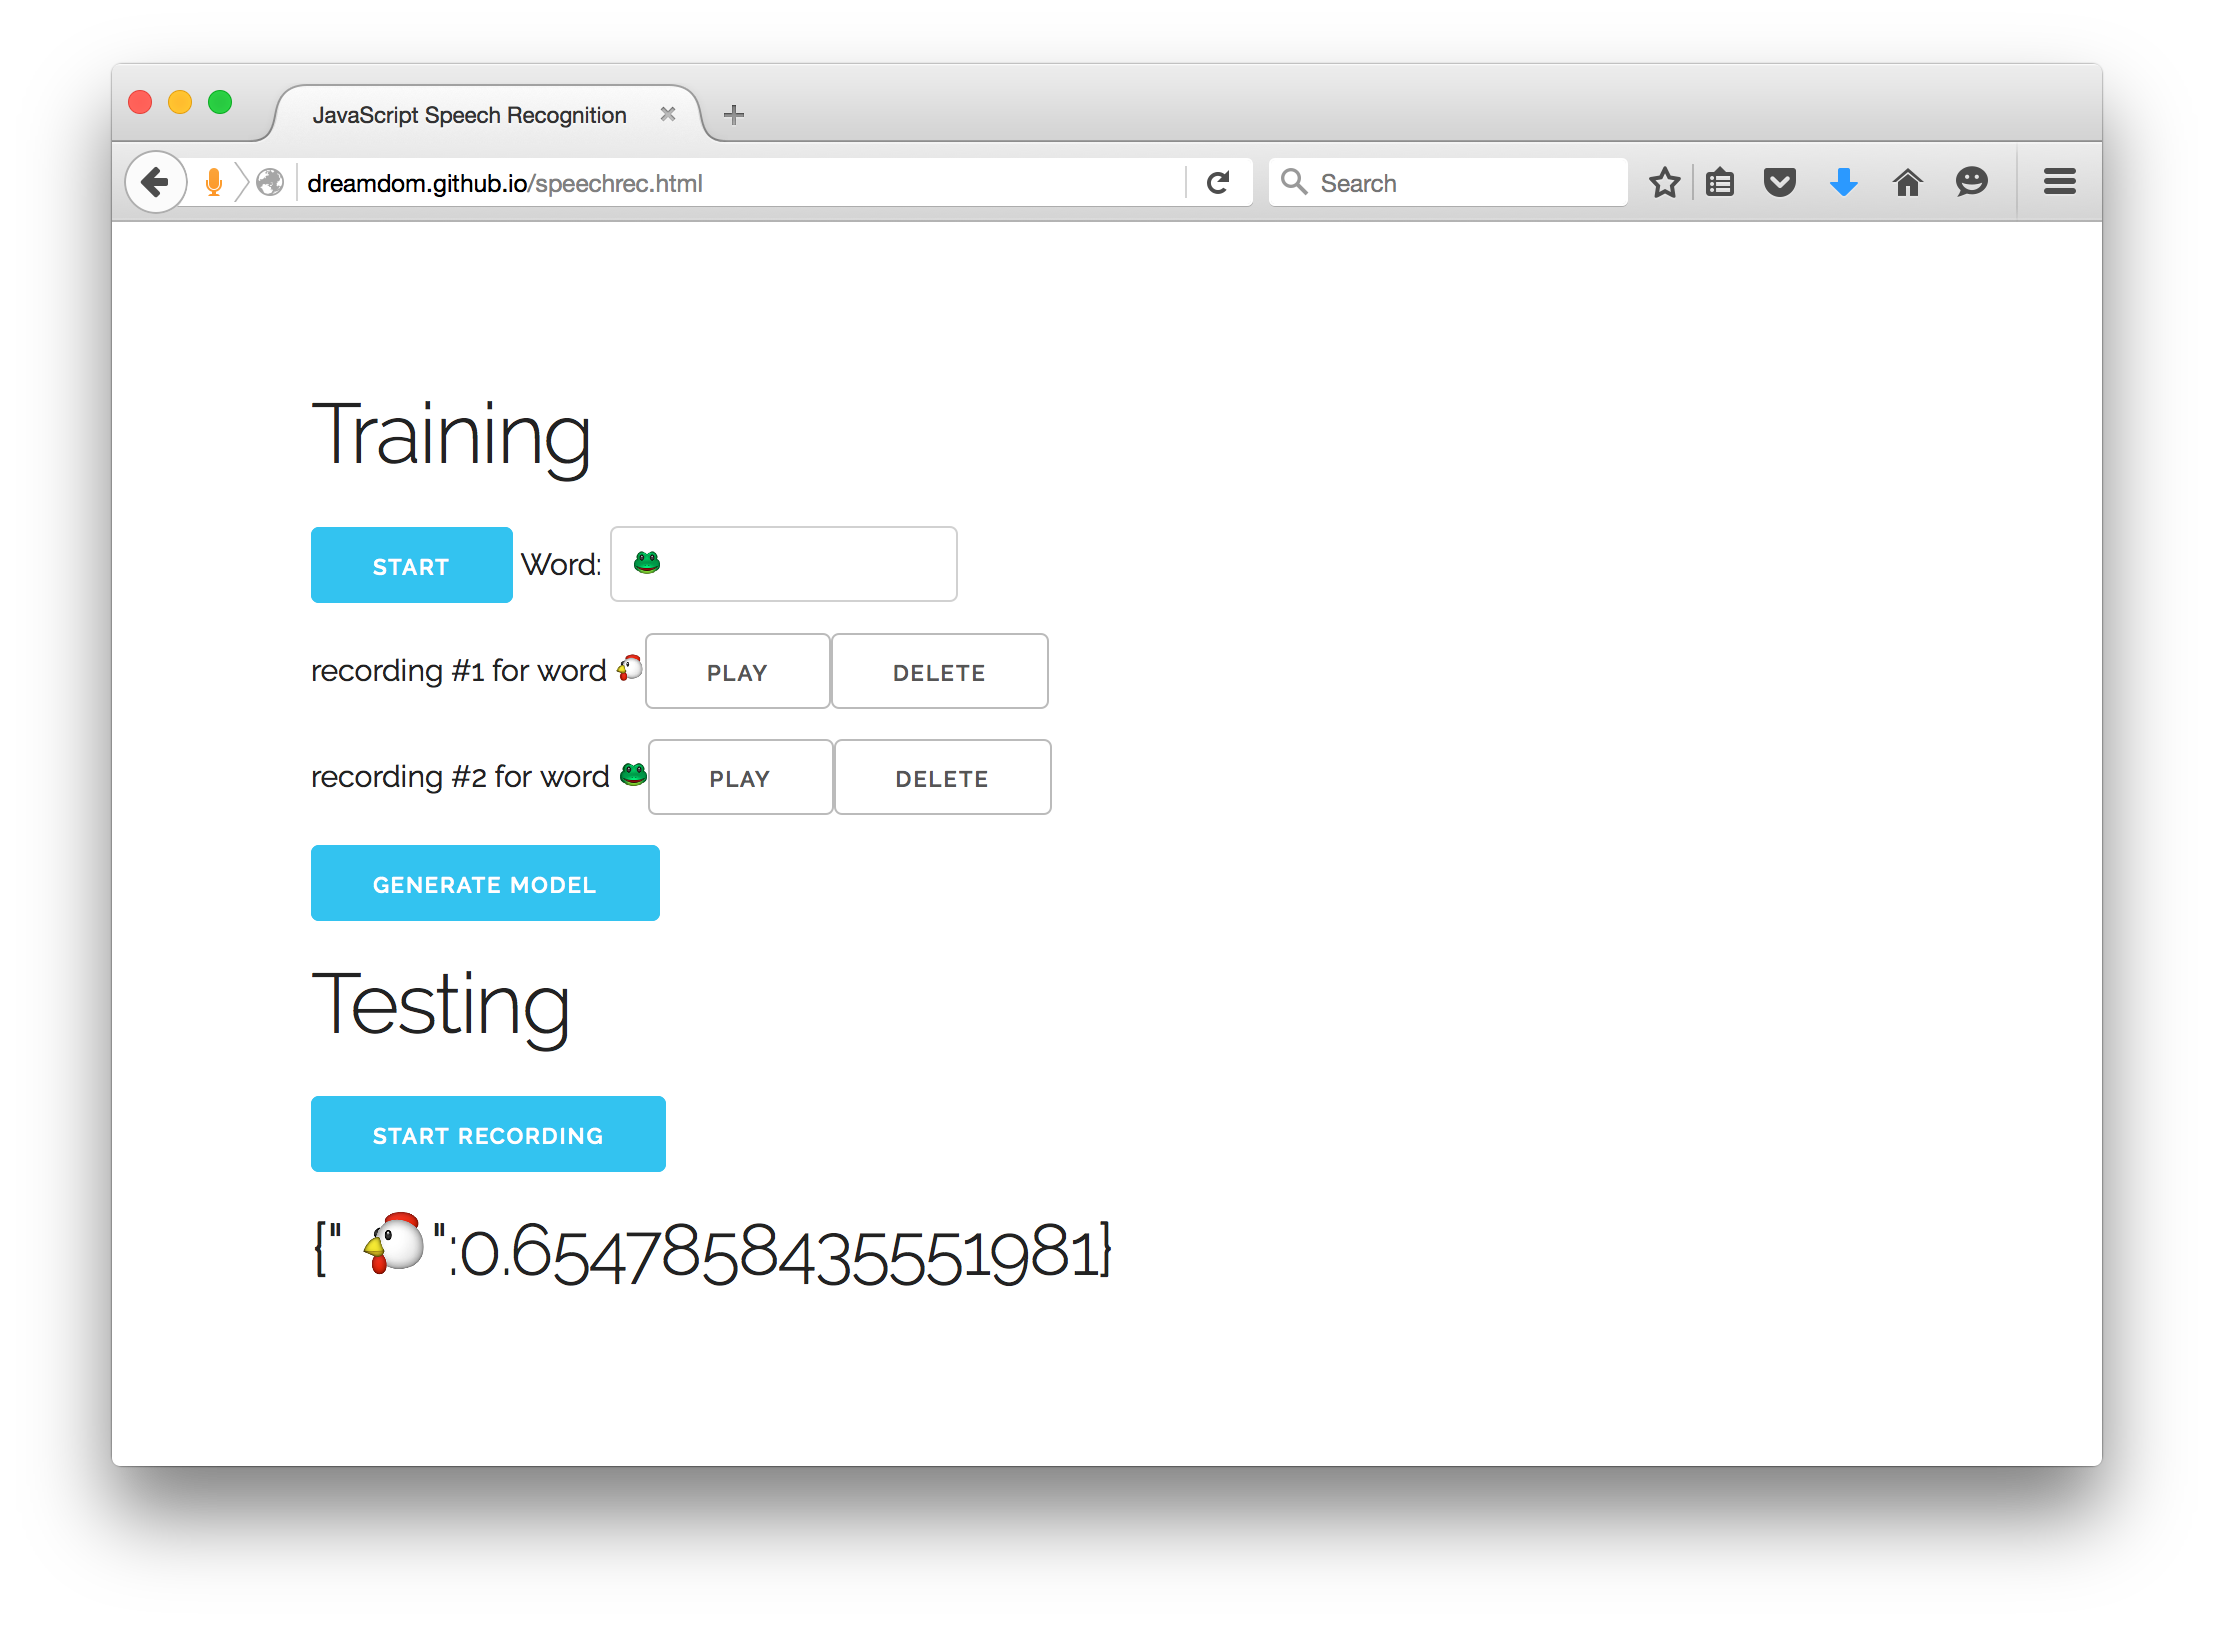 JavaScript Speech Recognition
dreamdom.github.io/speechrec.html
Search
Training
START Word: 🐸
recording #1 for word 🐔 PLAY DELETE
recording #2 for word 🐸 PLAY DELETE
GENERATE MODEL
Testing
START RECORDING
{" 🐔":0.6547858435551981}